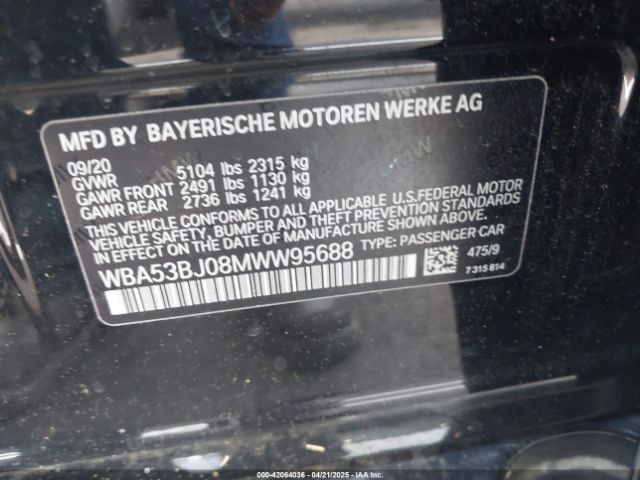 MFD BY BAYERISCHE MOTOREN WERKE AG
09/20
GVWR 5104 lbs 2315 kg
GAWR FRONT 2491 lbs 1130 kg
GAWR REAR 2736 lbs 1241 kg
THIS VEHICLE CONFORMS TO ALL APPLICABLE U.S.FEDERAL MOTOR
VEHICLE SAFETY, BUMPER AND THEFT PREVENTION STANDARDS
IN EFFECT ON THE DATE OF MANUFACTURE SHOWN ABOVE.
WBA53BJ08MWW95688 TYPE: PASSENGER CAR
475/9
7 315 814
000-42064036 - 04/21/2025 - IAA Inc.